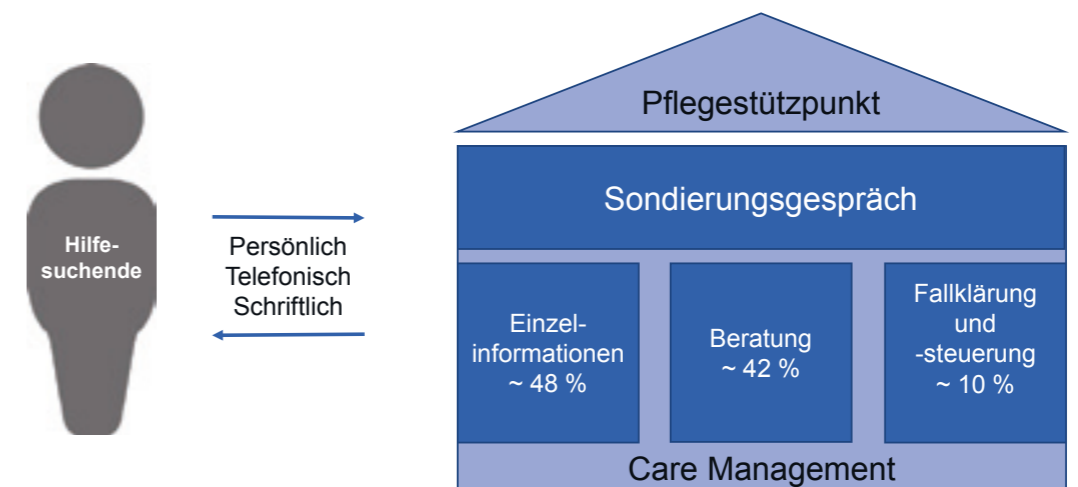 Hilfe-
suchende
Persönlich
Telefonisch
Schriftlich
Pflegestützpunkt
Sondierungsgespräch
Einzel-
informationen
~ 48 %
Beratung
~ 42 %
Fallklärung
und
-steuerung
~ 10 %
Care Management